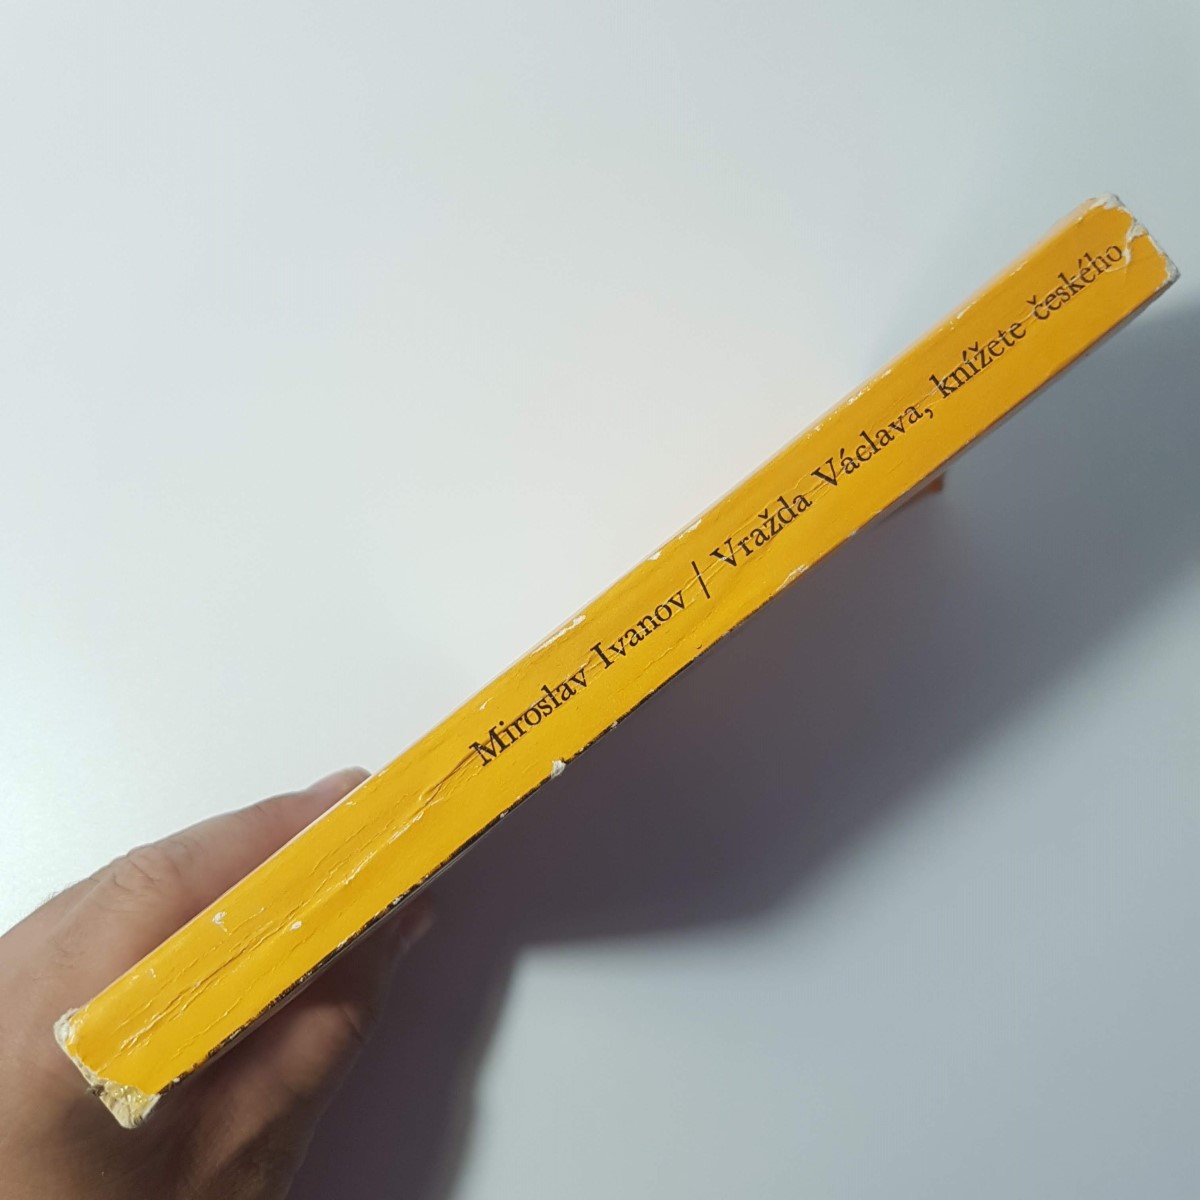 Miroslav Ivanov / Vražda Václava, knížete českého